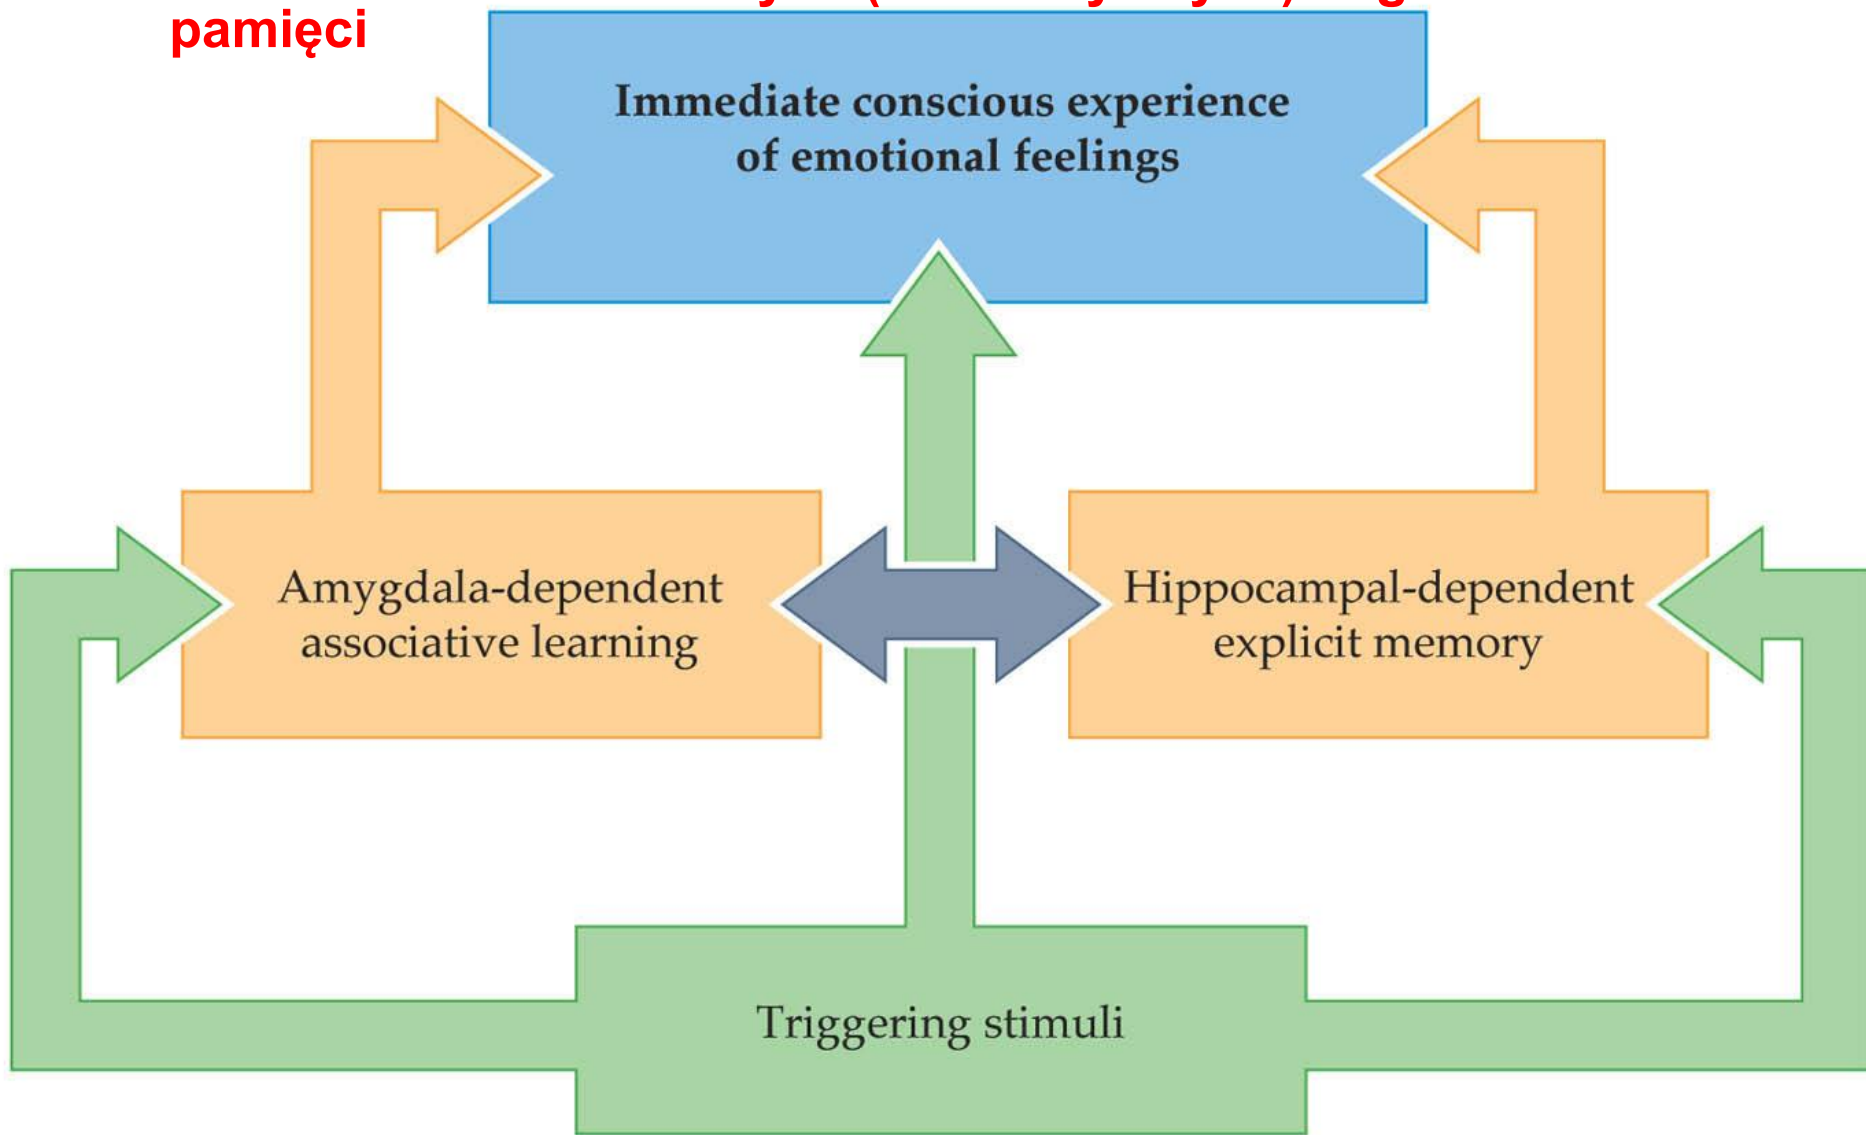 pamięci
Immediate conscious experience
of emotional feelings
Amygdala-dependent
associative learning
Hippocampal-dependent
explicit memory
Triggering stimuli